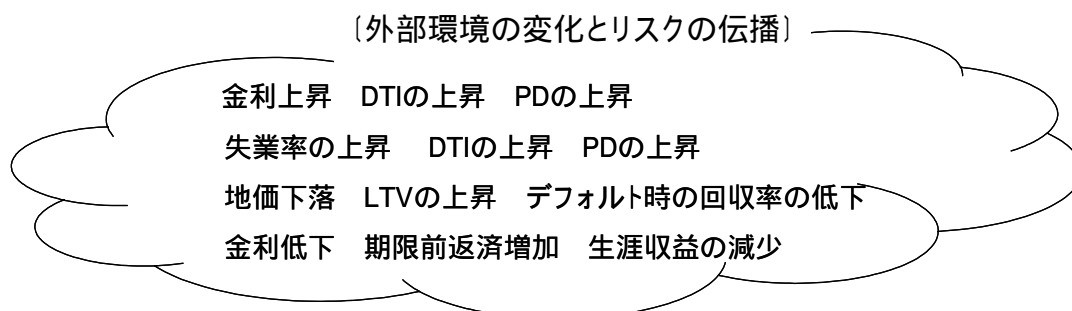 〔外部環境の変化とリスクの伝播〕
金利上昇　DTIの上昇　PDの上昇
失業率の上昇　DTIの上昇　PDの上昇
地価下落　LTVの上昇　デフォルト時の回収率の低下
金利低下　期限前返済増加　生涯収益の減少